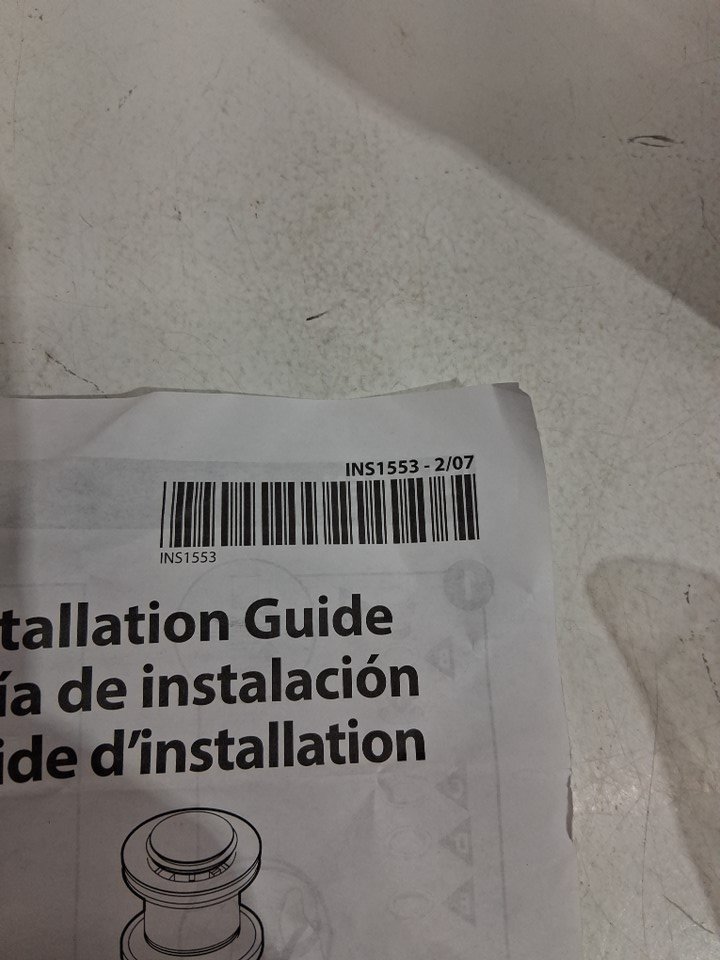 INS1553 - 2/07
INS1553
tallation Guide
ía de instalación
ide d’installation